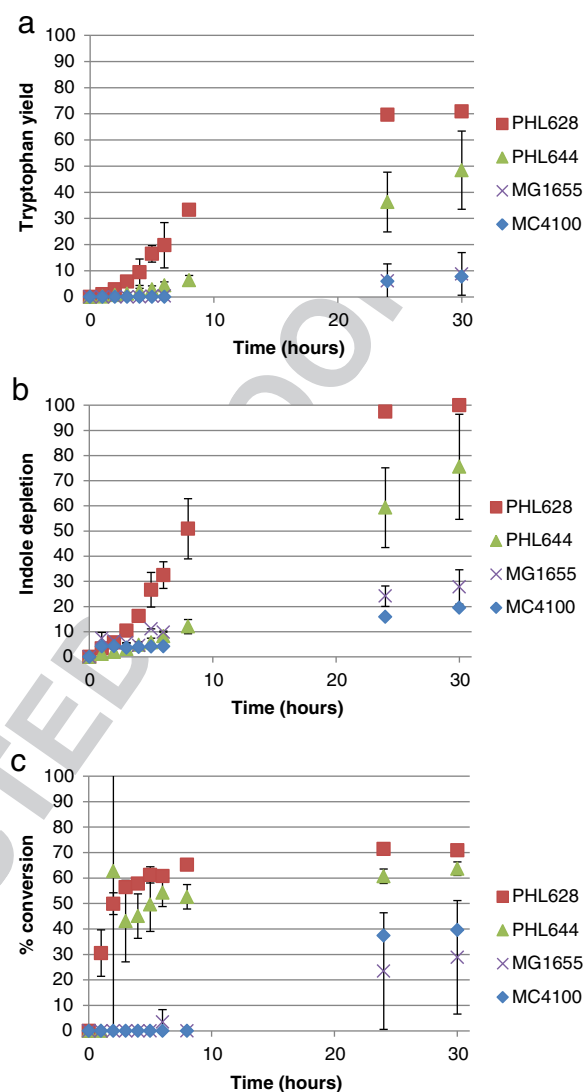 a
Tryptophan yield
100
90
80
70
60
50
40
30
20
10
0
0 10 20 30
Time (hours)
PHL628
PHL644
MG1655
MC4100
b
Indole depletion
100
90
80
70
60
50
40
30
20
10
0
0 10 20 30
Time (hours)
PHL628
PHL644
MG1655
MC4100
c
% conversion
100
90
80
70
60
50
40
30
20
10
0
0 10 20 30
Time (hours)
PHL628
PHL644
MG1655
MC4100